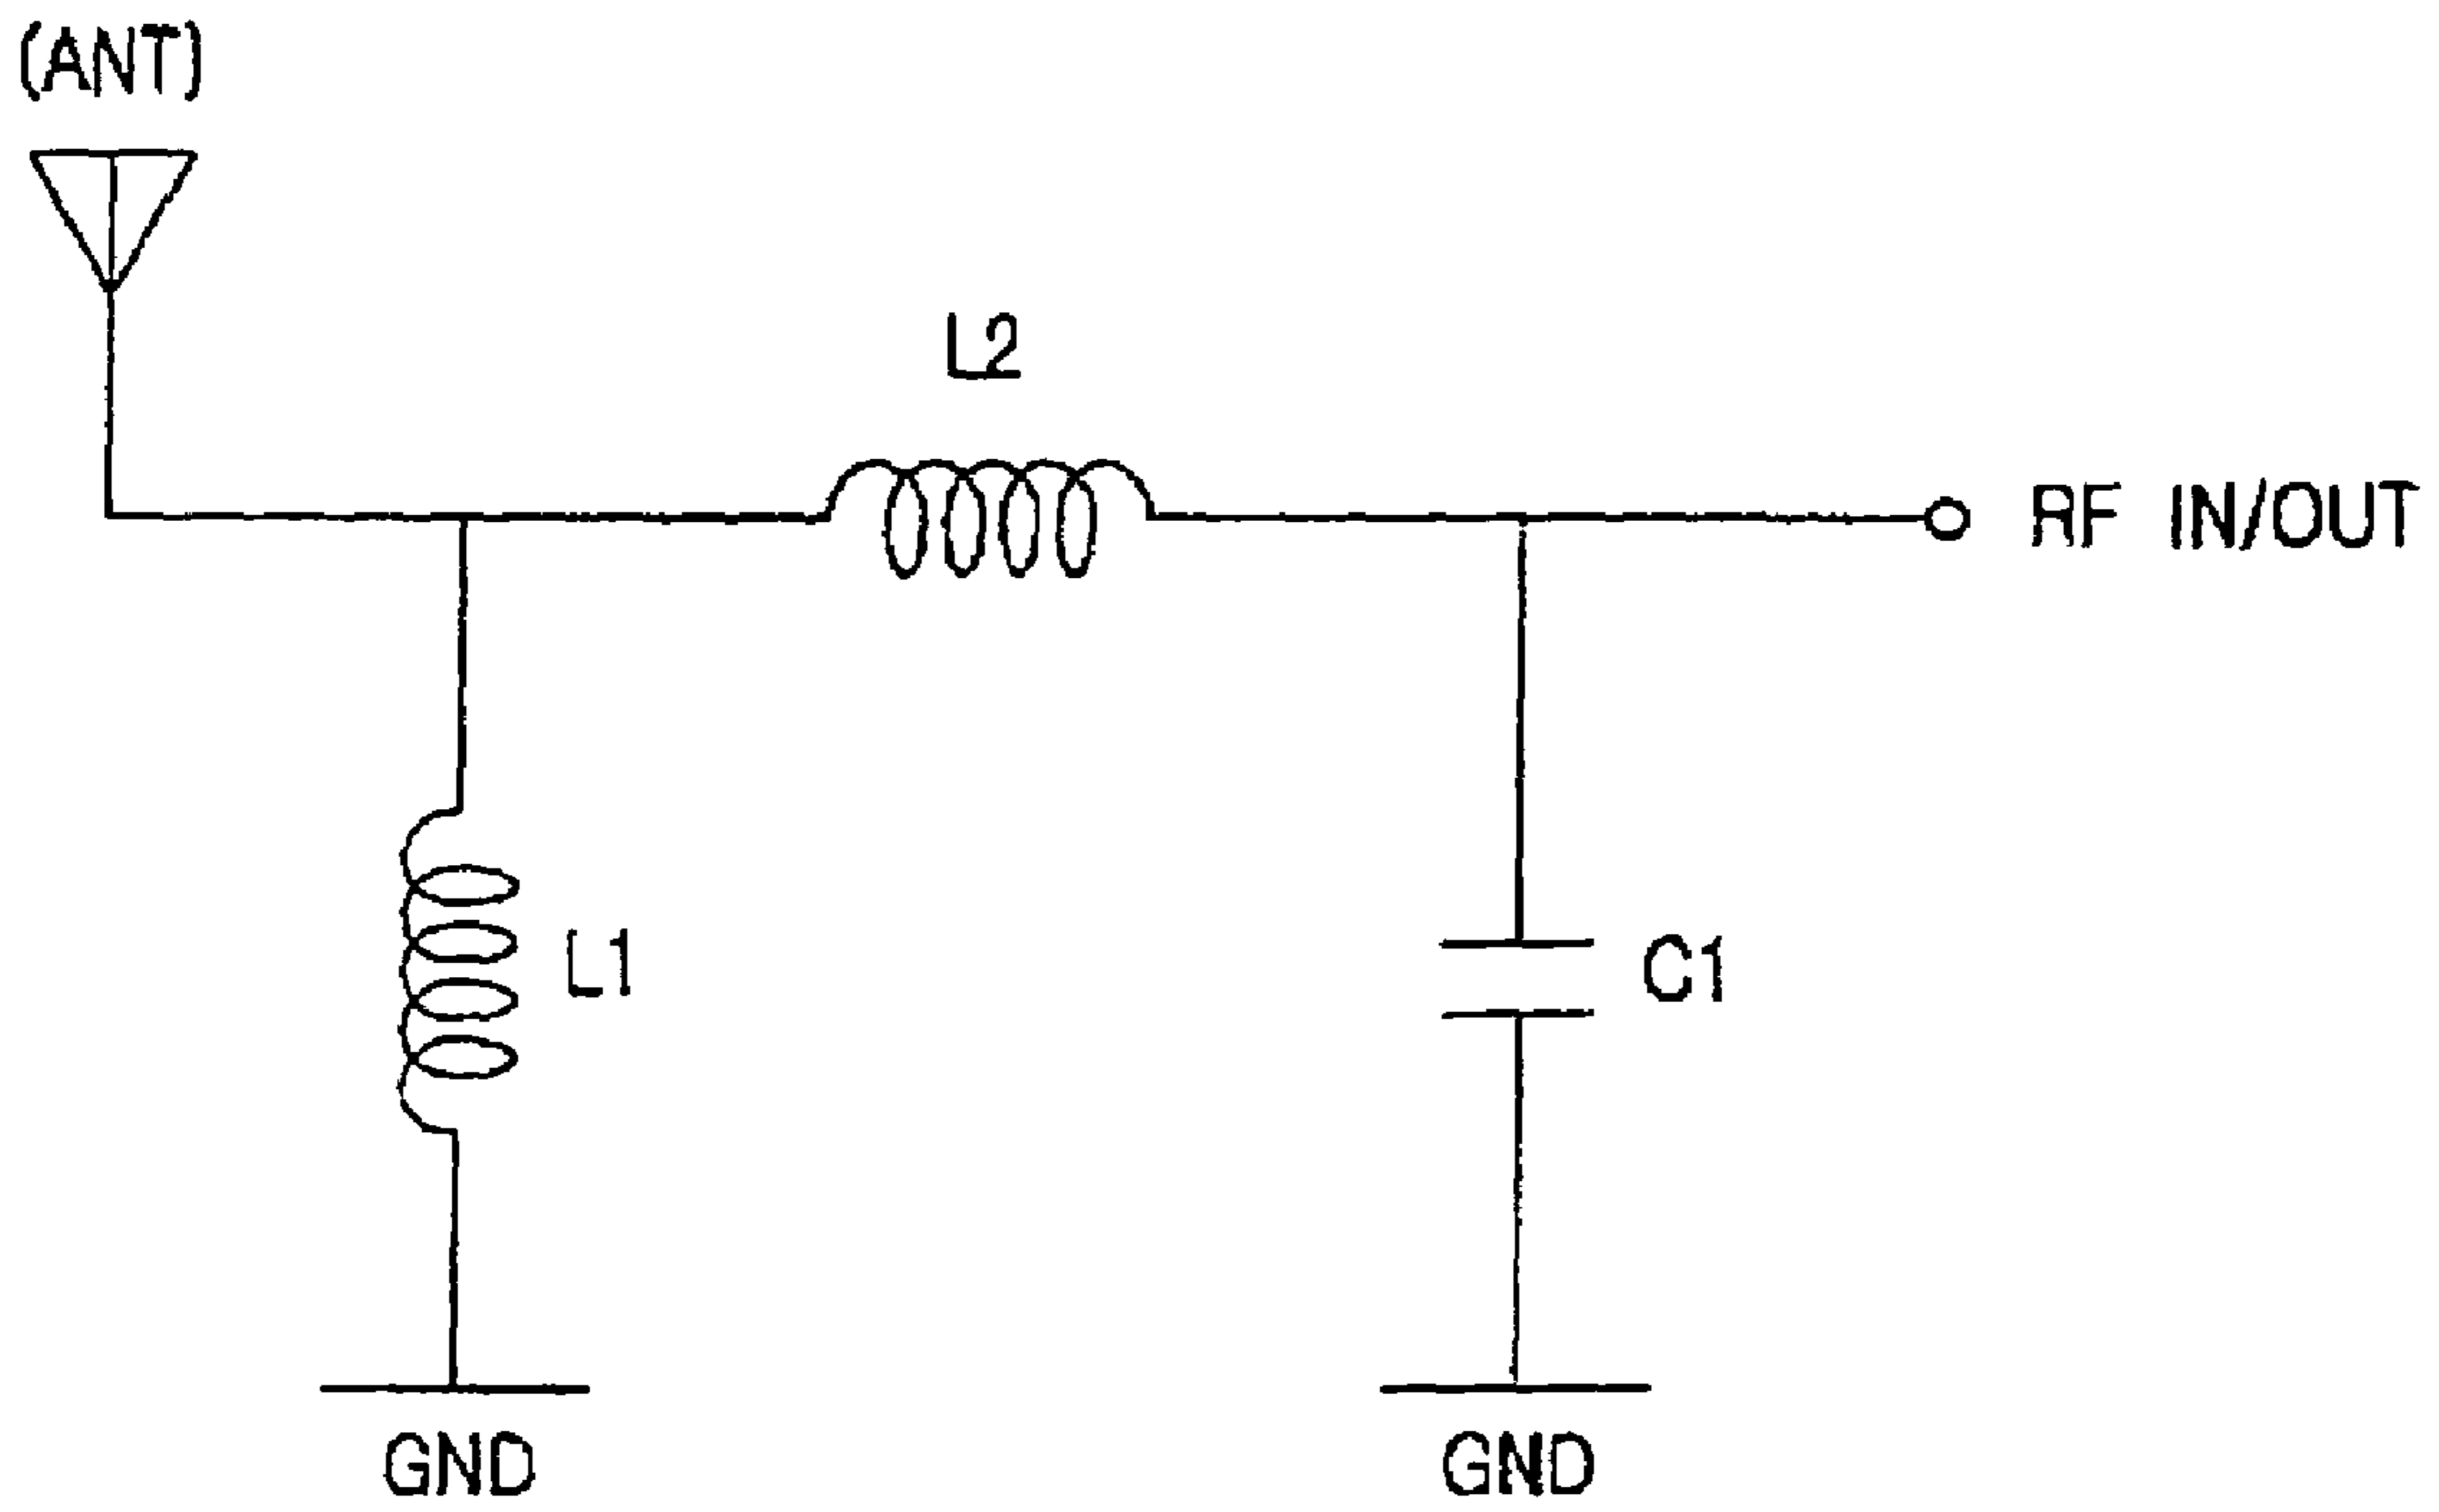 (ANT)
L2
RF IN/OUT
L1
C1
GND
GND